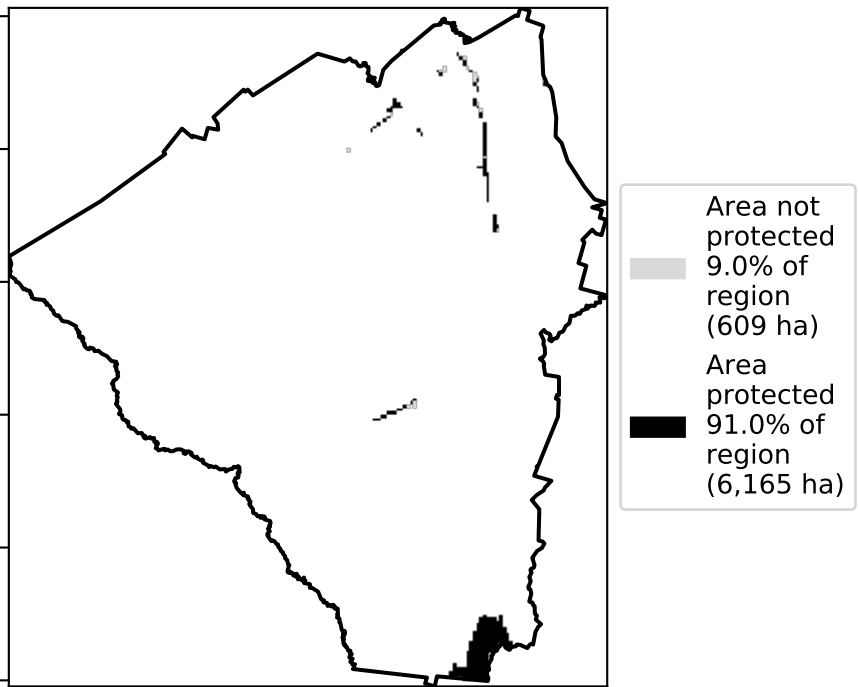 Area not
protected
9.0% of
region
(609 ha)
Area
protected
91.0% of
region
(6,165 ha)